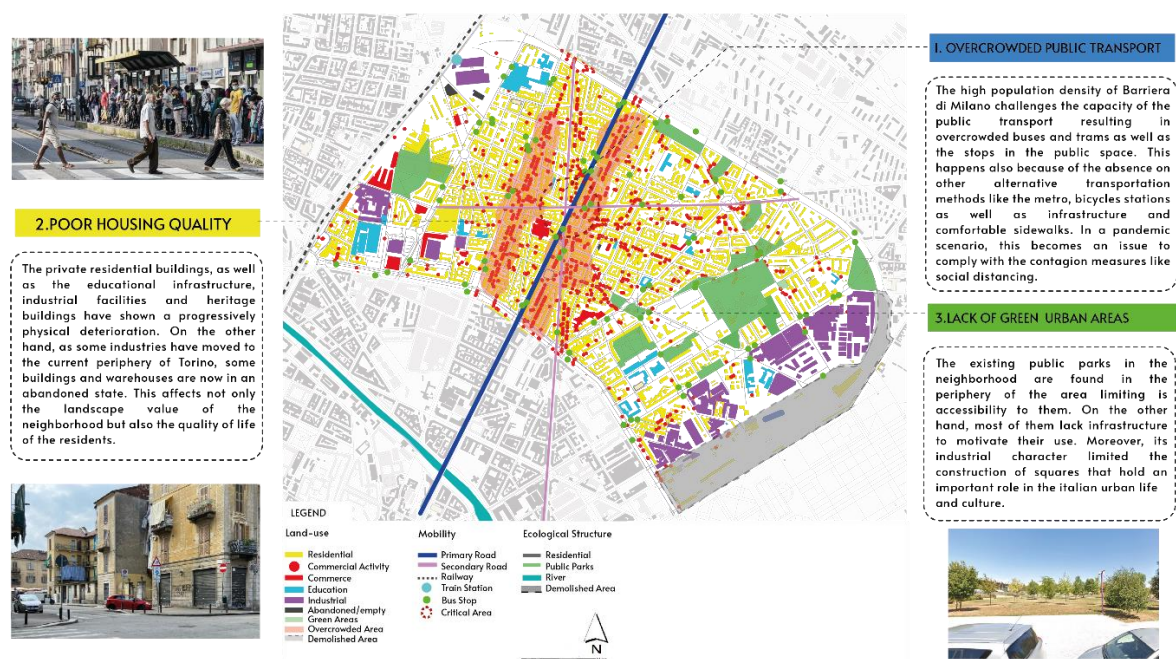 1. OVERCROWDED PUBLIC TRANSPORT
The high population density of Barriera
di Milano challenges the capacity of the
public transport resulting in
overcrowded buses and trams as well as
the stops in the public space. This
happens also because of the absence on
other alternative transportation
methods like the metro, bicycles stations
as well as infrastructure and
comfortable sidewalks. In a pandemic
scenario, this becomes an issue to
comply with the contagion measures like
social distancing.
2.POOR HOUSING QUALITY
The private residential buildings, as well
as the educational infrastructure,
industrial facilities and heritage
buildings have shown a progressively
physical deterioration. On the other
hand, as some industries have moved to
the current periphery of Torino, some
buildings and warehouses are now in an
abandoned state. This affects not only
the landscape value of the
neighborhood but also the quality of life
of the residents.
3.LACK OF GREEN URBAN AREAS
The existing public parks in the
neighborhood are found in the
periphery of the area limiting is
accessibility to them. On the other
hand, most of them lack infrastructure
to motivate their use. Moreover, its
industrial character limited the
construction of squares that hold an
important role in the italian urban life
and culture.
LEGEND
Land-use
Residential
Commercial Activity
Commerce
Education
Industrial
Abandoned/empty
Green Areas
Overcrowded Area
Demolished Area
Mobility
Primary Road
Secondary Road
Railway
Train Station
Bus Stop
Critical Area
Ecological Structure
Residential
Public Parks
River
Demolished Area
N